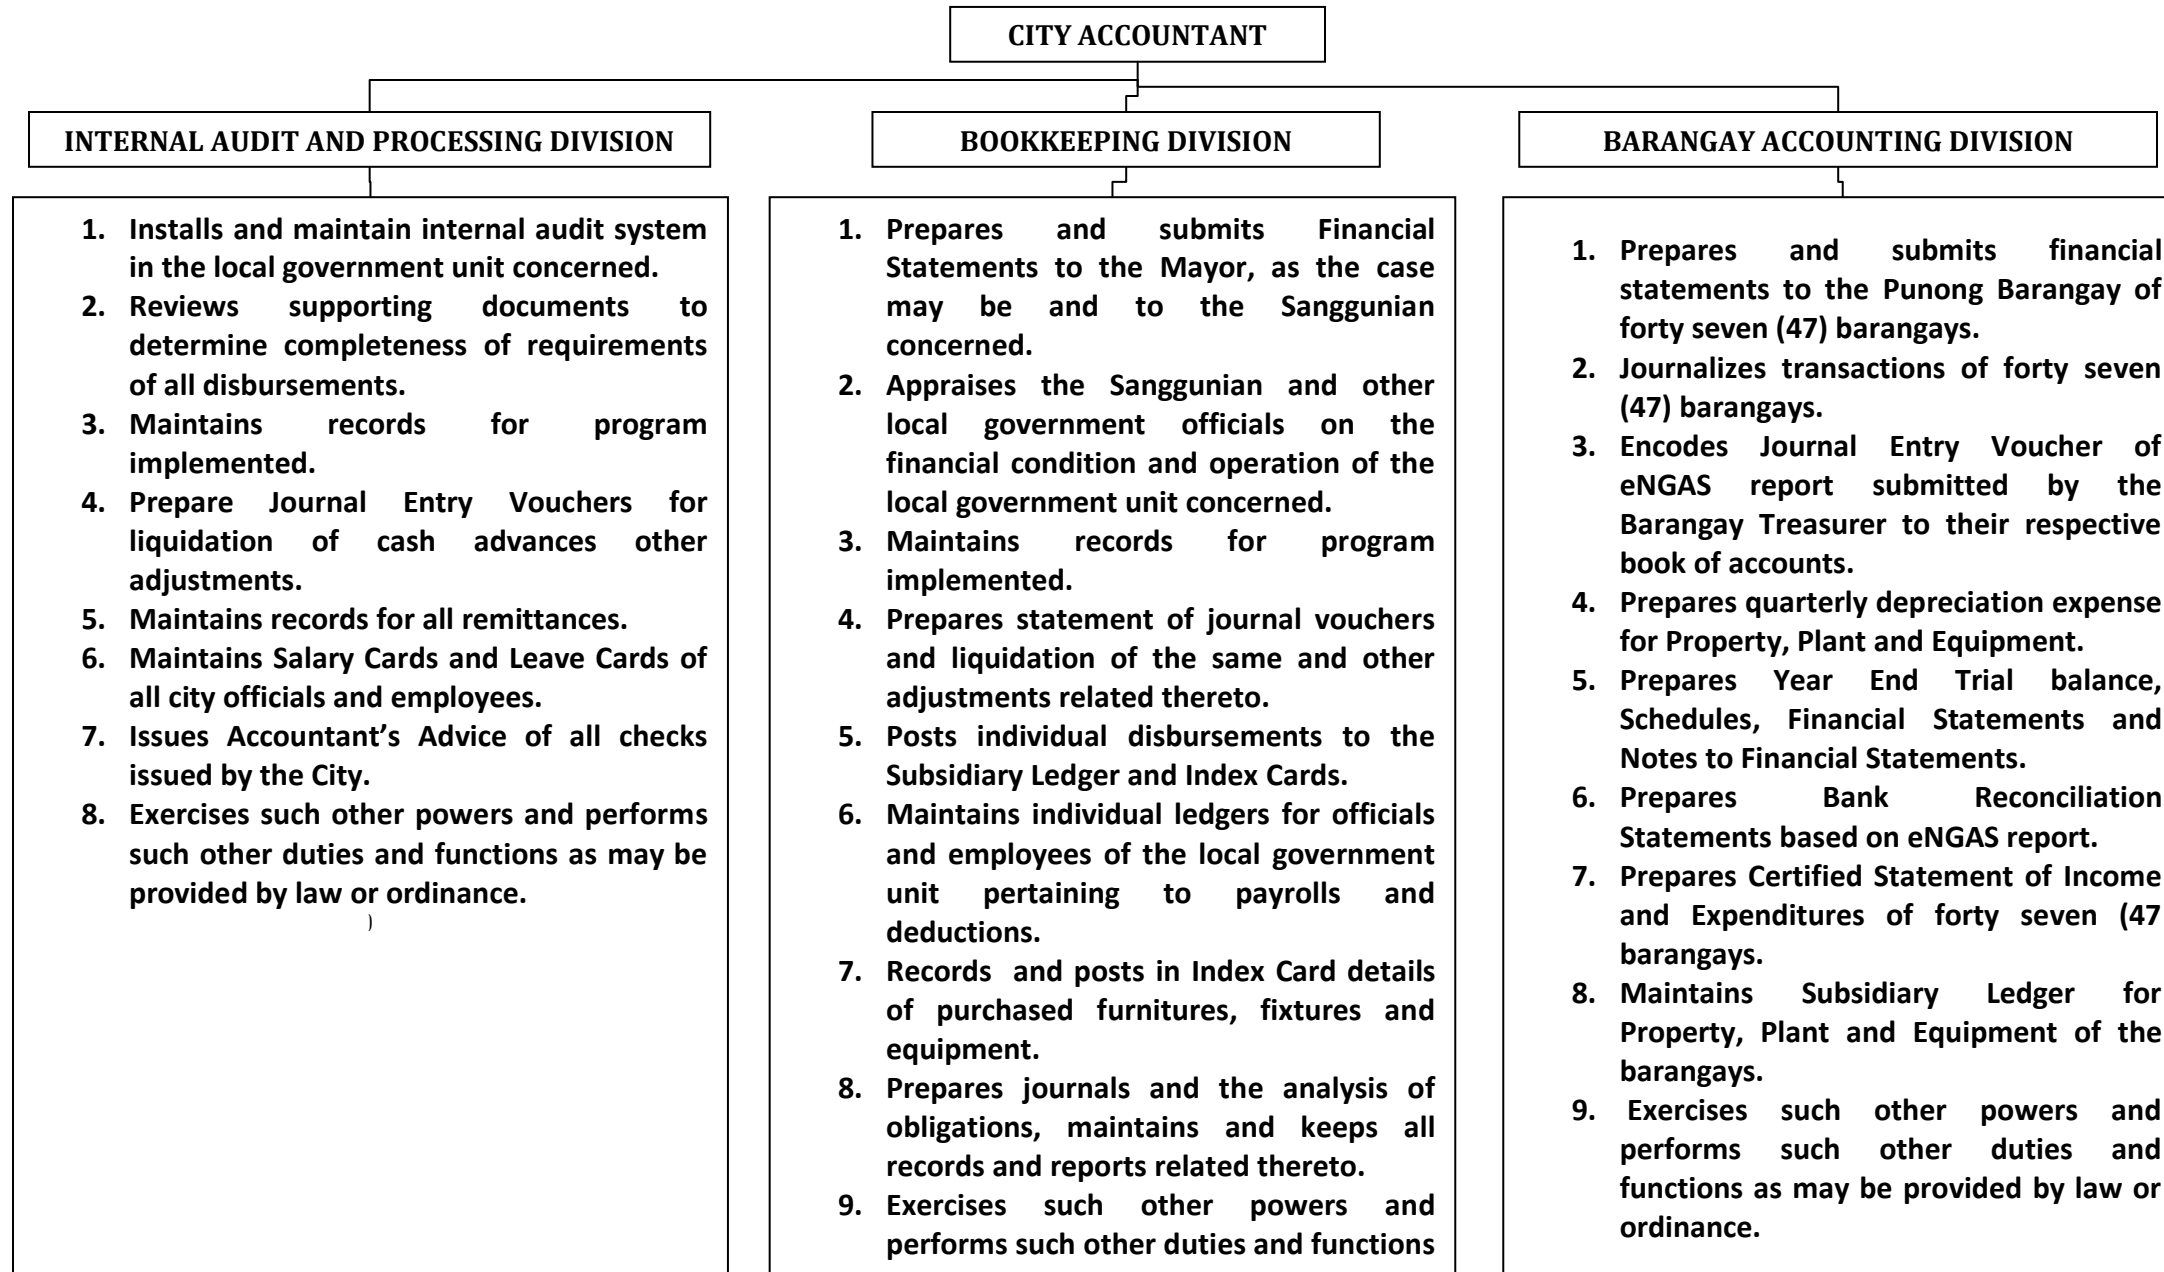 CITY ACCOUNTANT
INTERNAL AUDIT AND PROCESSING DIVISION
1. Installs and maintain internal audit system
in the local government unit concerned.
2. Reviews supporting documents to
determine completeness of requirements
of all disbursements.
3. Maintains records for program
implemented.
4. Prepare Journal Entry Vouchers for
liquidation of cash advances other
adjustments.
5. Maintains records for all remittances.
6. Maintains Salary Cards and Leave Cards of
all city officials and employees.
7. Issues Accountant’s Advice of all checks
issued by the City.
8. Exercises such other powers and performs
such other duties and functions as may be
provided by law or ordinance.
)
BOOKKEEPING DIVISION
1. Prepares and submits Financial
Statements to the Mayor, as the case
may be and to the Sanggunian
concerned.
2. Appraises the Sanggunian and other
local government officials on the
financial condition and operation of the
local government unit concerned.
3. Maintains records for program
implemented.
4. Prepares statement of journal vouchers
and liquidation of the same and other
adjustments related thereto.
5. Posts individual disbursements to the
Subsidiary Ledger and Index Cards.
6. Maintains individual ledgers for officials
and employees of the local government
unit pertaining to payrolls and
deductions.
7. Records and posts in Index Card details
of purchased furnitures, fixtures and
equipment.
8. Prepares journals and the analysis of
obligations, maintains and keeps all
records and reports related thereto.
9. Exercises such other powers and
performs such other duties and functions
BARANGAY ACCOUNTING DIVISION
1. Prepares and submits financial
statements to the Punong Barangay of
forty seven (47) barangays.
2. Journalizes transactions of forty seven
(47) barangays.
3. Encodes Journal Entry Voucher of
eNGAS report submitted by the
Barangay Treasurer to their respective
book of accounts.
4. Prepares quarterly depreciation expense
for Property, Plant and Equipment.
5. Prepares Year End Trial balance,
Schedules, Financial Statements and
Notes to Financial Statements.
6. Prepares Bank Reconciliation
Statements based on eNGAS report.
7. Prepares Certified Statement of Income
and Expenditures of forty seven (47
barangays.
8. Maintains Subsidiary Ledger for
Property, Plant and Equipment of the
barangays.
9. Exercises such other powers and
performs such other duties and
functions as may be provided by law or
ordinance.